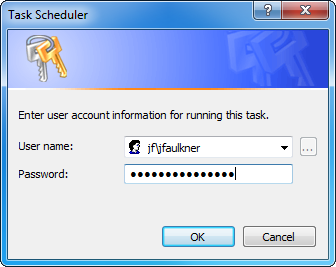 Task Scheduler
Enter user account information for running this task.
User name: jf\jfaulkner ...
Password: ●●●●●●●●●●●●●●●
OK Cancel